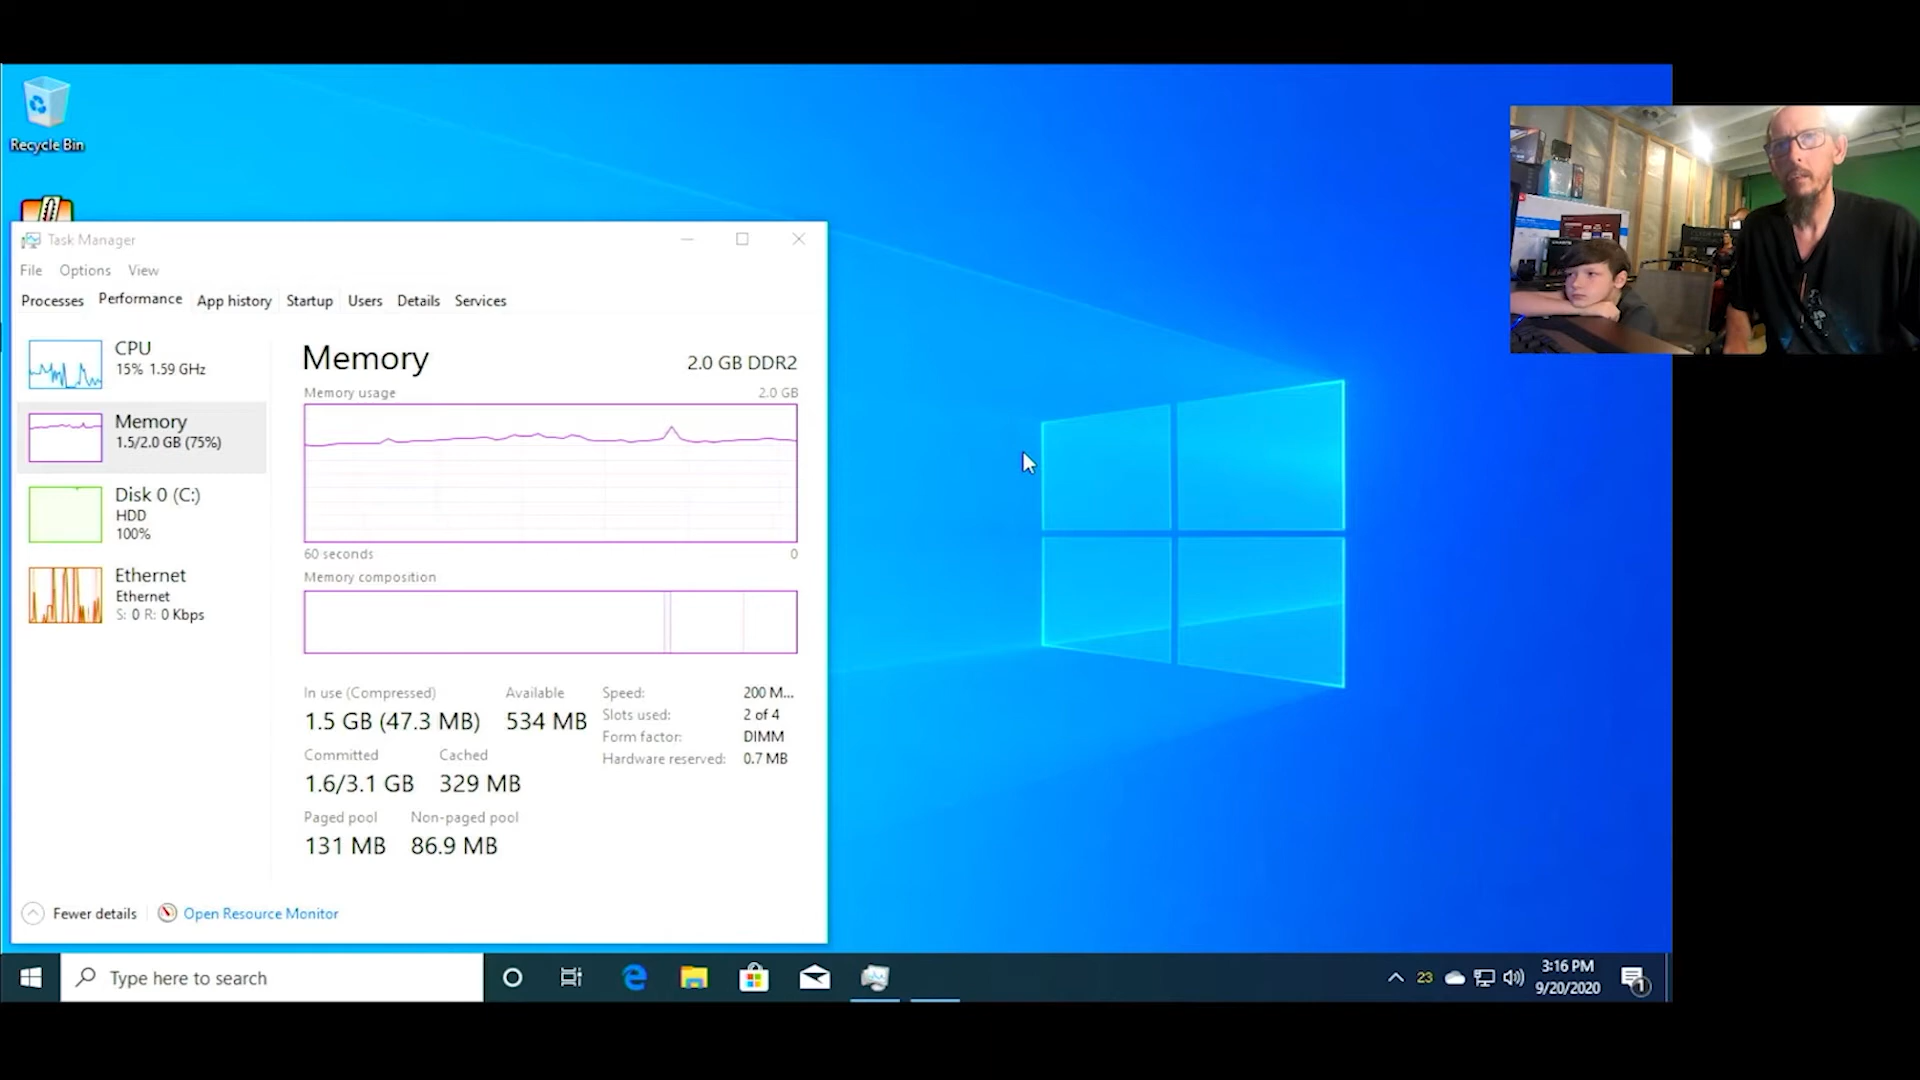 Recycle Bin
Task Manager
File Options View
Processes Performance App history Startup Users Details Services
CPU
15% 1.59 GHz
Memory
1.5/2.0 GB (75%)
Disk 0 (C:)
HDD
100%
Ethernet
Ethernet
S: 0 R: 0 Kbps
Memory 2.0 GB DDR2
Memory usage 2.0 GB
60 seconds 0
Memory composition
In use (Compressed) Available
1.5 GB (47.3 MB) 534 MB
Committed Cached
1.6/3.1 GB 329 MB
Paged pool Non-paged pool
131 MB 86.9 MB
Speed: 200 M...
Slots used: 2 of 4
Form factor: DIMM
Hardware reserved: 0.7 MB
Fewer details Open Resource Monitor
Type here to search
23
3:16 PM
9/20/2020
1